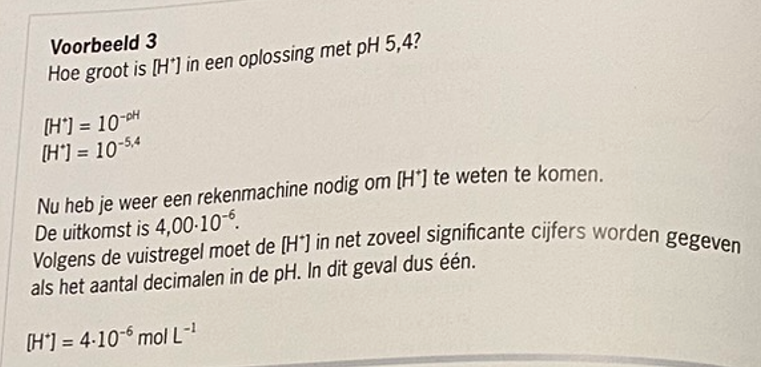 Voorbeeld 3
Hoe groot is [H⁺] in een oplossing met pH 5,4?
[H⁺] = 10⁻ᵖᴴ
[H⁺] = 10⁻⁵,⁴
Nu heb je weer een rekenmachine nodig om [H⁺] te weten te komen.
De uitkomst is 4,00·10⁻⁶.
Volgens de vuistregel moet de [H⁺] in net zoveel significante cijfers worden gegeven
als het aantal decimalen in de pH. In dit geval dus één.
[H⁺] = 4·10⁻⁶ mol L⁻¹